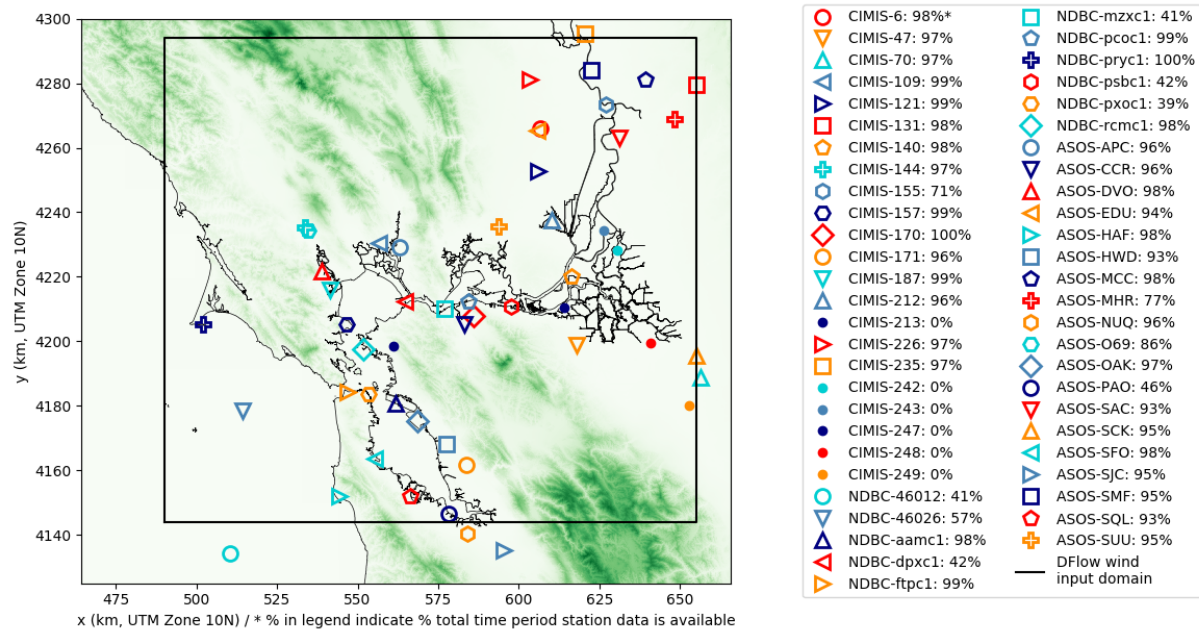 4300
4280
4260
4240
4220
4200
4180
4160
4140
y (km, UTM Zone 10N)
475
500
525
550
575
600
625
650
x (km, UTM Zone 10N) / * % in legend indicate % total time period station data is available
CIMIS-6: 98%*
CIMIS-47: 97%
CIMIS-70: 97%
CIMIS-109: 99%
CIMIS-121: 99%
CIMIS-131: 98%
CIMIS-140: 98%
CIMIS-144: 97%
CIMIS-155: 71%
CIMIS-157: 99%
CIMIS-170: 100%
CIMIS-171: 96%
CIMIS-187: 99%
CIMIS-212: 96%
CIMIS-213: 0%
CIMIS-226: 97%
CIMIS-235: 97%
CIMIS-242: 0%
CIMIS-243: 0%
CIMIS-247: 0%
CIMIS-248: 0%
CIMIS-249: 0%
NDBC-46012: 41%
NDBC-46026: 57%
NDBC-aamc1: 98%
NDBC-dpxc1: 42%
NDBC-ftpc1: 99%
NDBC-mzxc1: 41%
NDBC-pcoc1: 99%
NDBC-pryc1: 100%
NDBC-psbc1: 42%
NDBC-pxoc1: 39%
NDBC-rcmc1: 98%
ASOS-APC: 96%
ASOS-CCR: 96%
ASOS-DVO: 98%
ASOS-EDU: 94%
ASOS-HAF: 98%
ASOS-HWD: 93%
ASOS-MCC: 98%
ASOS-MHR: 77%
ASOS-NUQ: 96%
ASOS-O69: 86%
ASOS-OAK: 97%
ASOS-PAO: 46%
ASOS-SAC: 93%
ASOS-SCK: 95%
ASOS-SFO: 98%
ASOS-SJC: 95%
ASOS-SMF: 95%
ASOS-SQL: 93%
ASOS-SUU: 95%
DFlow wind
input domain